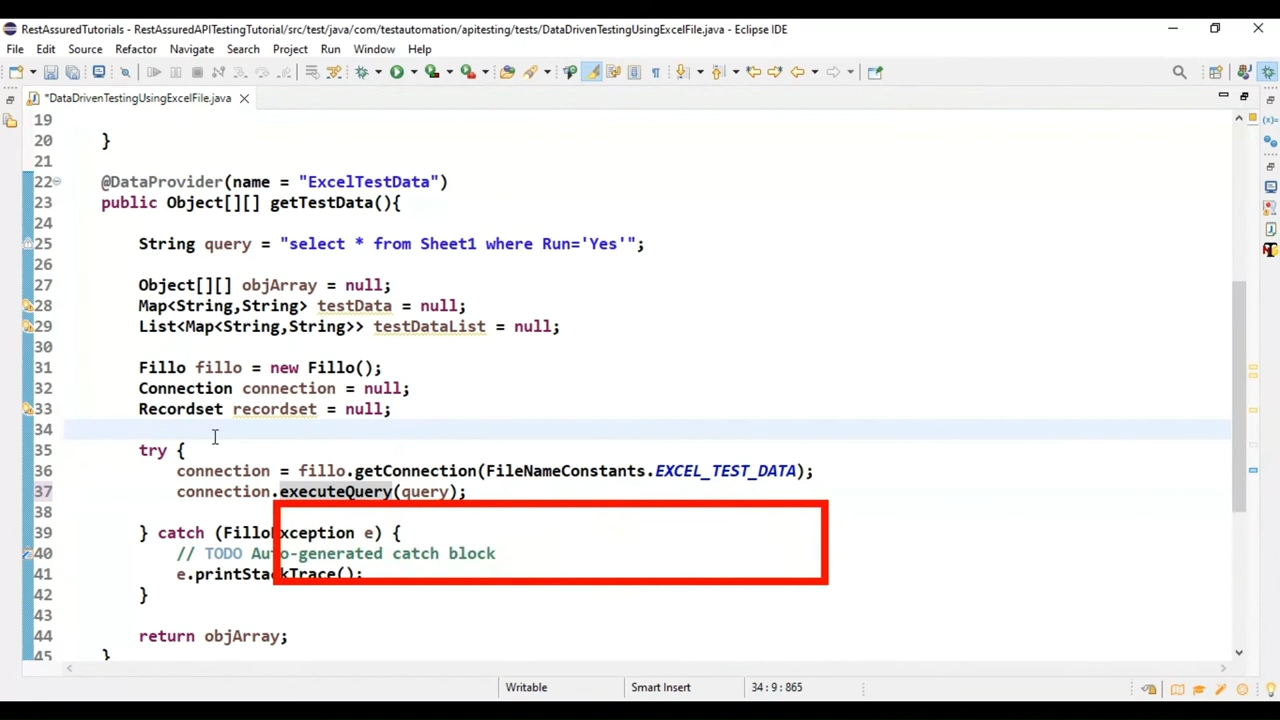 RestAssuredTutorials - RestAssuredAPITestingTutorial/src/test/java/com/testautomation/apitesting/tests/DataDrivenTestingUsingExcelFile.java - Eclipse IDE
File Edit Source Refactor Navigate Search Project Run Window Help
*DataDrivenTestingUsingExcelFile.java
19
20 }
21
22 @DataProvider(name = "ExcelTestData")
23 public Object[][] getTestData(){
24
25 String query = "select * from Sheet1 where Run='Yes'";
26
27 Object[][] objArray = null;
28 Map<String,String> testData = null;
29 List<Map<String,String>> testDataList = null;
30
31 Fillo fillo = new Fillo();
32 Connection connection = null;
33 Recordset recordset = null;
34
35 try {
36 connection = fillo.getConnection(FileNameConstants.EXCEL_TEST_DATA);
37 connection.executeQuery(query);
38
39 } catch (FilloException e) {
40 // TODO Auto-generated catch block
41 e.printStackTrace();
42 }
43
44 return objArray;
45 }
Writable Smart Insert 34 : 9 : 865